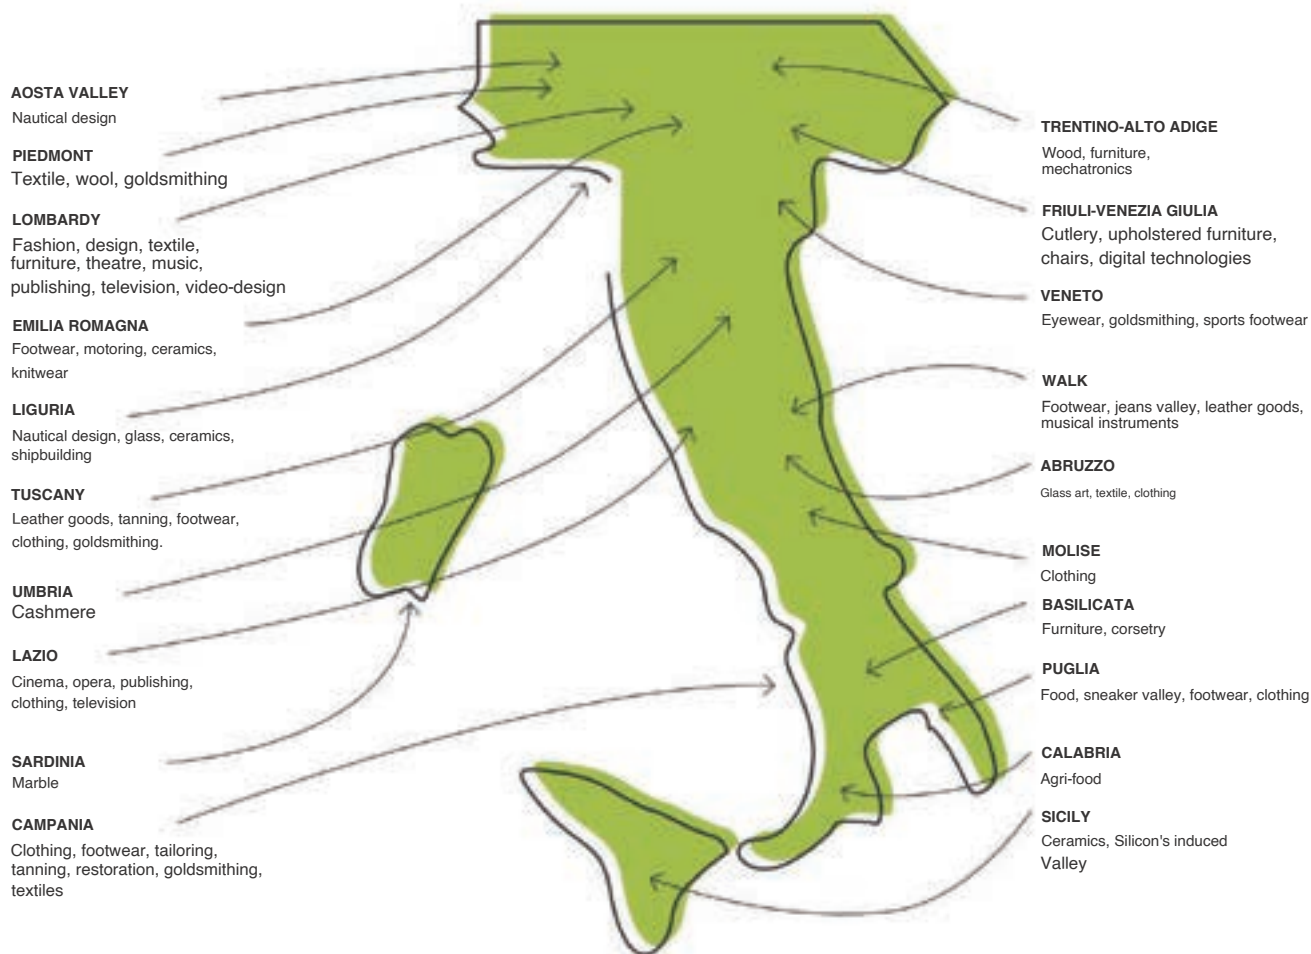 AOSTA VALLEY
Nautical design
PIEDMONT
Textile, wool, goldsmithing
LOMBARDY
Fashion, design, textile,
furniture, theatre, music,
publishing, television, video-design
EMILIA ROMAGNA
Footwear, motoring, ceramics,
knitwear
LIGURIA
Nautical design, glass, ceramics,
shipbuilding
TUSCANY
Leather goods, tanning, footwear,
clothing, goldsmithing.
UMBRIA
Cashmere
LAZIO
Cinema, opera, publishing,
clothing, television
SARDINIA
Marble
CAMPANIA
Clothing, footwear, tailoring,
tanning, restoration, goldsmithing,
textiles
TRENTINO-ALTO ADIGE
Wood, furniture,
mechatronics
FRIULI-VENEZIA GIULIA
Cutlery, upholstered furniture,
chairs, digital technologies
VENETO
Eyewear, goldsmithing, sports footwear
WALK
Footwear, jeans valley, leather goods,
musical instruments
ABRUZZO
Glass art, textile, clothing
MOLISE
Clothing
BASILICATA
Furniture, corsetry
PUGLIA
Food, sneaker valley, footwear, clothing
CALABRIA
Agri-food
SICILY
Ceramics, Silicon's induced
Valley